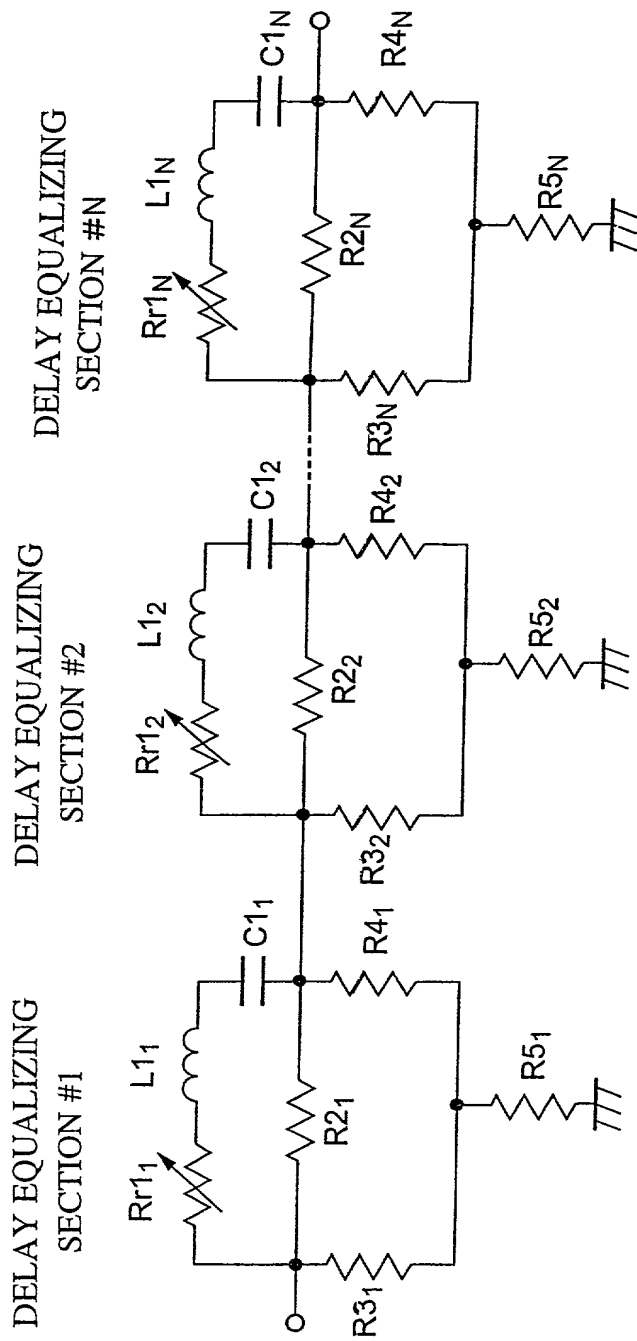 DELAY EQUALIZING
SECTION #1
Rr1₁
L1₁
C1₁
R2₁
R3₁
R4₁
R5₁
DELAY EQUALIZING
SECTION #2
Rr1₂
L1₂
C1₂
R2₂
R3₂
R4₂
R5₂
DELAY EQUALIZING
SECTION #N
Rr1N
L1N
C1N
R2N
R3N
R4N
R5N